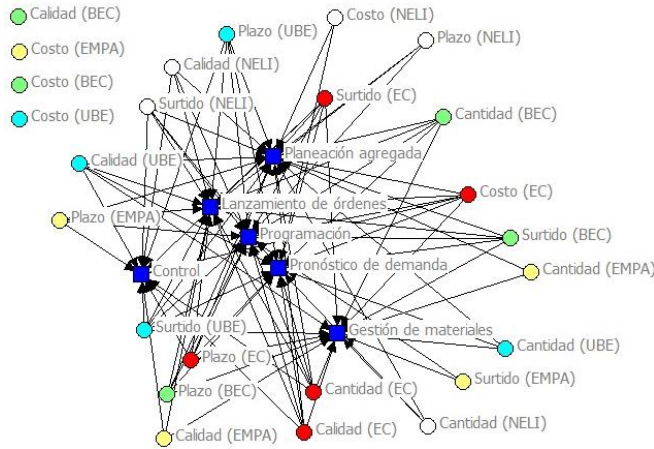 Calidad (BEC)
Costo (NELI)
Plazo (UBE)
Plazo (NELI)
Costo (EMPA)
Calidad (NELI)
Costo (BEC)
Surtido (EC)
Surtido (NELI)
Cantidad (BEC)
Costo (UBE)
Planeación agregada
Calidad (UBE)
Costo (EC)
Lanzamiento de órdenes
Plazo (EMPA)
Programación
Surtido (BEC)
Pronóstico de demanda
Control
Cantidad (EMPA)
Surtido (UBE)
Gestión de materiales
Cantidad (UBE)
Plazo (EC)
Surtido (EMPA)
Plazo (BEC)
Cantidad (EC)
Cantidad (NELI)
Calidad (EC)
Calidad (EMPA)